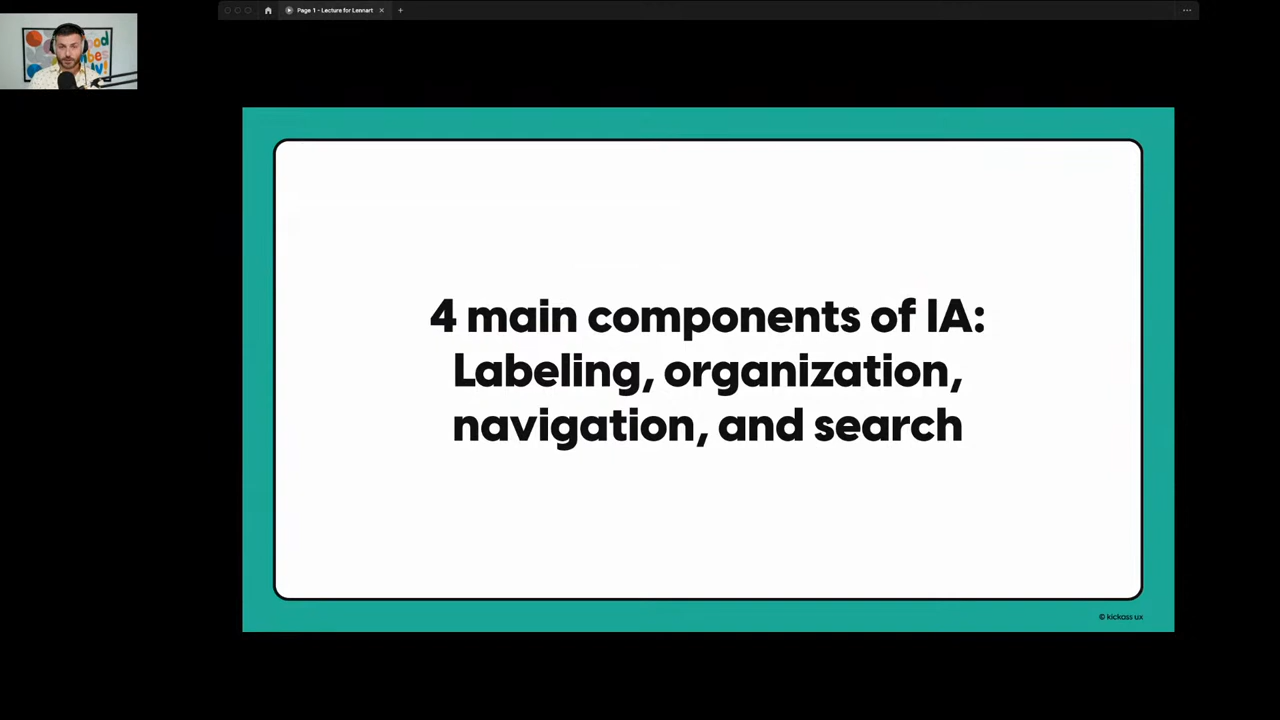 Page 1 - Lecture for Lennart
4 main components of IA:
Labeling, organization,
navigation, and search
© kickass ux